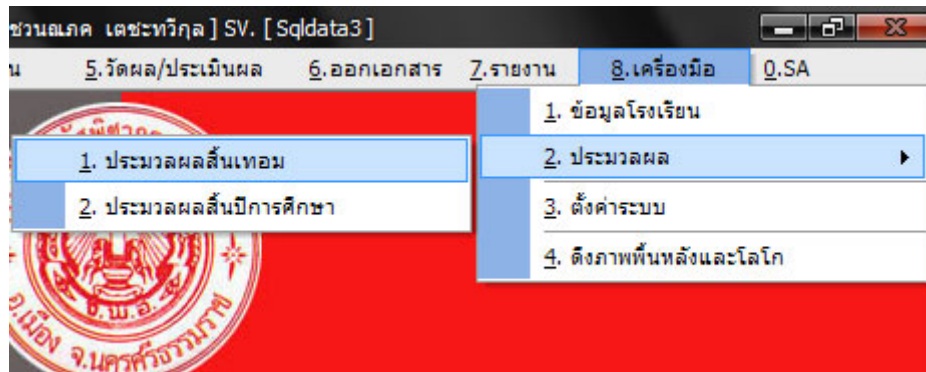 ชวนณภค เตชะทวีกุล ] SV. [ Sqldata3 ]
น 5.วัดผล/ประเมินผล 6.ออกเอกสาร 7.รายงาน 8.เครื่องมือ 0.SA
1. ข้อมูลโรงเรียน
2. ประมวลผล
3. ตั้งค่าระบบ
4. ดึงภาพพื้นหลังและโลโก
1. ประมวลผลสิ้นเทอม
2. ประมวลผลสิ้นปีการศึกษา
อ.พ.อ.
อ.เมือง จ.นครศรีธรรมราช